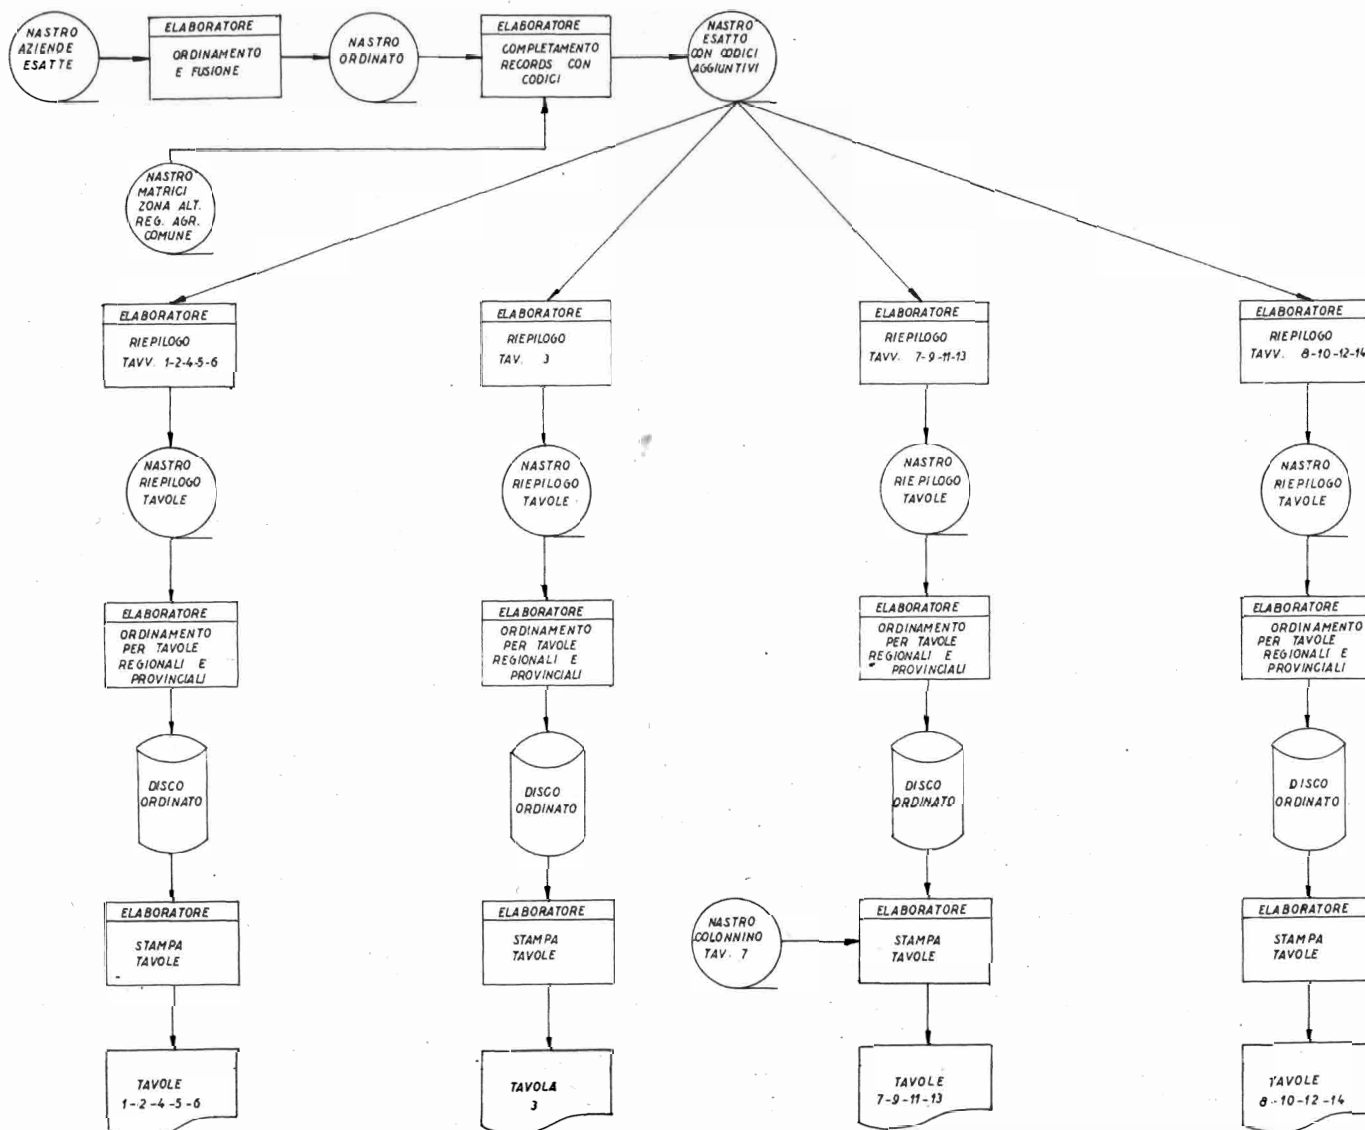 NASTRO
AZIENDE
ESATTE
ELABORATORE
ORDINAMENTO
E FUSIONE
NASTRO
ORDINATO
ELABORATORE
COMPLETAMENTO
RECORDS CON
CODICI
NASTRO
ESATTO
CON CODICI
AGGIUNTIVI
NASTRO
MATRICI
ZONA ALT.
REG. AGR.
COMUNE
ELABORATORE
RIEPILOGO
TAVV. 1-2-4-5-6
ELABORATORE
RIEPILOGO
TAV. 3
ELABORATORE
RIEPILOGO
TAVV. 7-9-11-13
ELABORATORE
RIEPILOGO
TAVV. 8-10-12-14
NASTRO
RIEPILOGO
TAVOLE
NASTRO
RIEPILOGO
TAVOLE
NASTRO
RIEPILOGO
TAVOLE
NASTRO
RIEPILOGO
TAVOLE
ELABORATORE
ORDINAMENTO
PER TAVOLE
REGIONALI E
PROVINCIALI
ELABORATORE
ORDINAMENTO
PER TAVOLE
REGIONALI E
PROVINCIALI
ELABORATORE
ORDINAMENTO
PER TAVOLE
REGIONALI E
PROVINCIALI
ELABORATORE
ORDINAMENTO
PER TAVOLE
REGIONALI E
PROVINCIALI
DISCO
ORDINATO
DISCO
ORDINATO
DISCO
ORDINATO
DISCO
ORDINATO
ELABORATORE
STAMPA
TAVOLE
ELABORATORE
STAMPA
TAVOLE
NASTRO
COLONNINO
TAV. 7
ELABORATORE
STAMPA
TAVOLE
ELABORATORE
STAMPA
TAVOLE
TAVOLE
1-2-4-5-6
TAVOLA
3
TAVOLE
7-9-11-13
TAVOLE
8-10-12-14